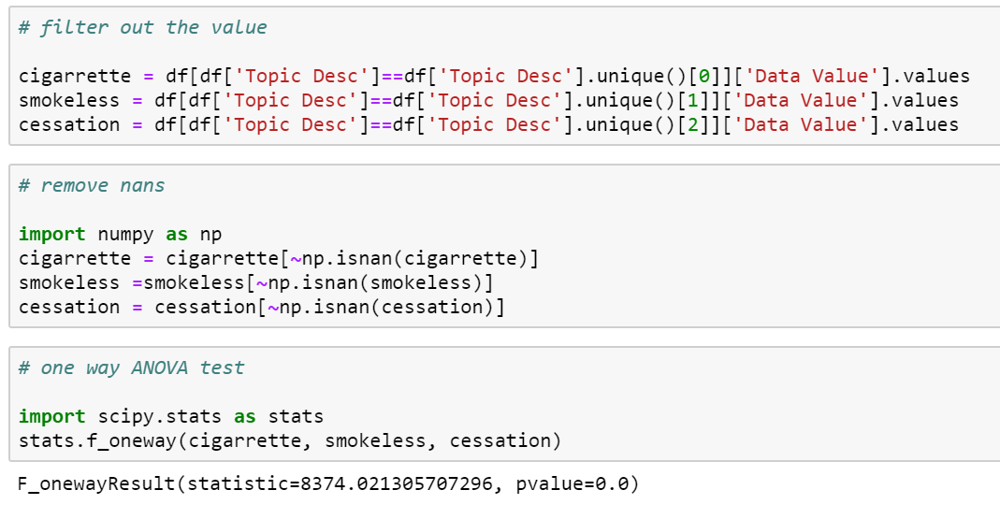 # filter out the value
cigarrette = df[df['Topic Desc']==df['Topic Desc'].unique()[0]]['Data Value'].values
smokeless = df[df['Topic Desc']==df['Topic Desc'].unique()[1]]['Data Value'].values
cessation = df[df['Topic Desc']==df['Topic Desc'].unique()[2]]['Data Value'].values
# remove nans
import numpy as np
cigarrette = cigarrette[~np.isnan(cigarrette)]
smokeless =smokeless[~np.isnan(smokeless)]
cessation = cessation[~np.isnan(cessation)]
# one way ANOVA test
import scipy.stats as stats
stats.f_oneway(cigarrette, smokeless, cessation)
F_onewayResult(statistic=8374.021305707296, pvalue=0.0)